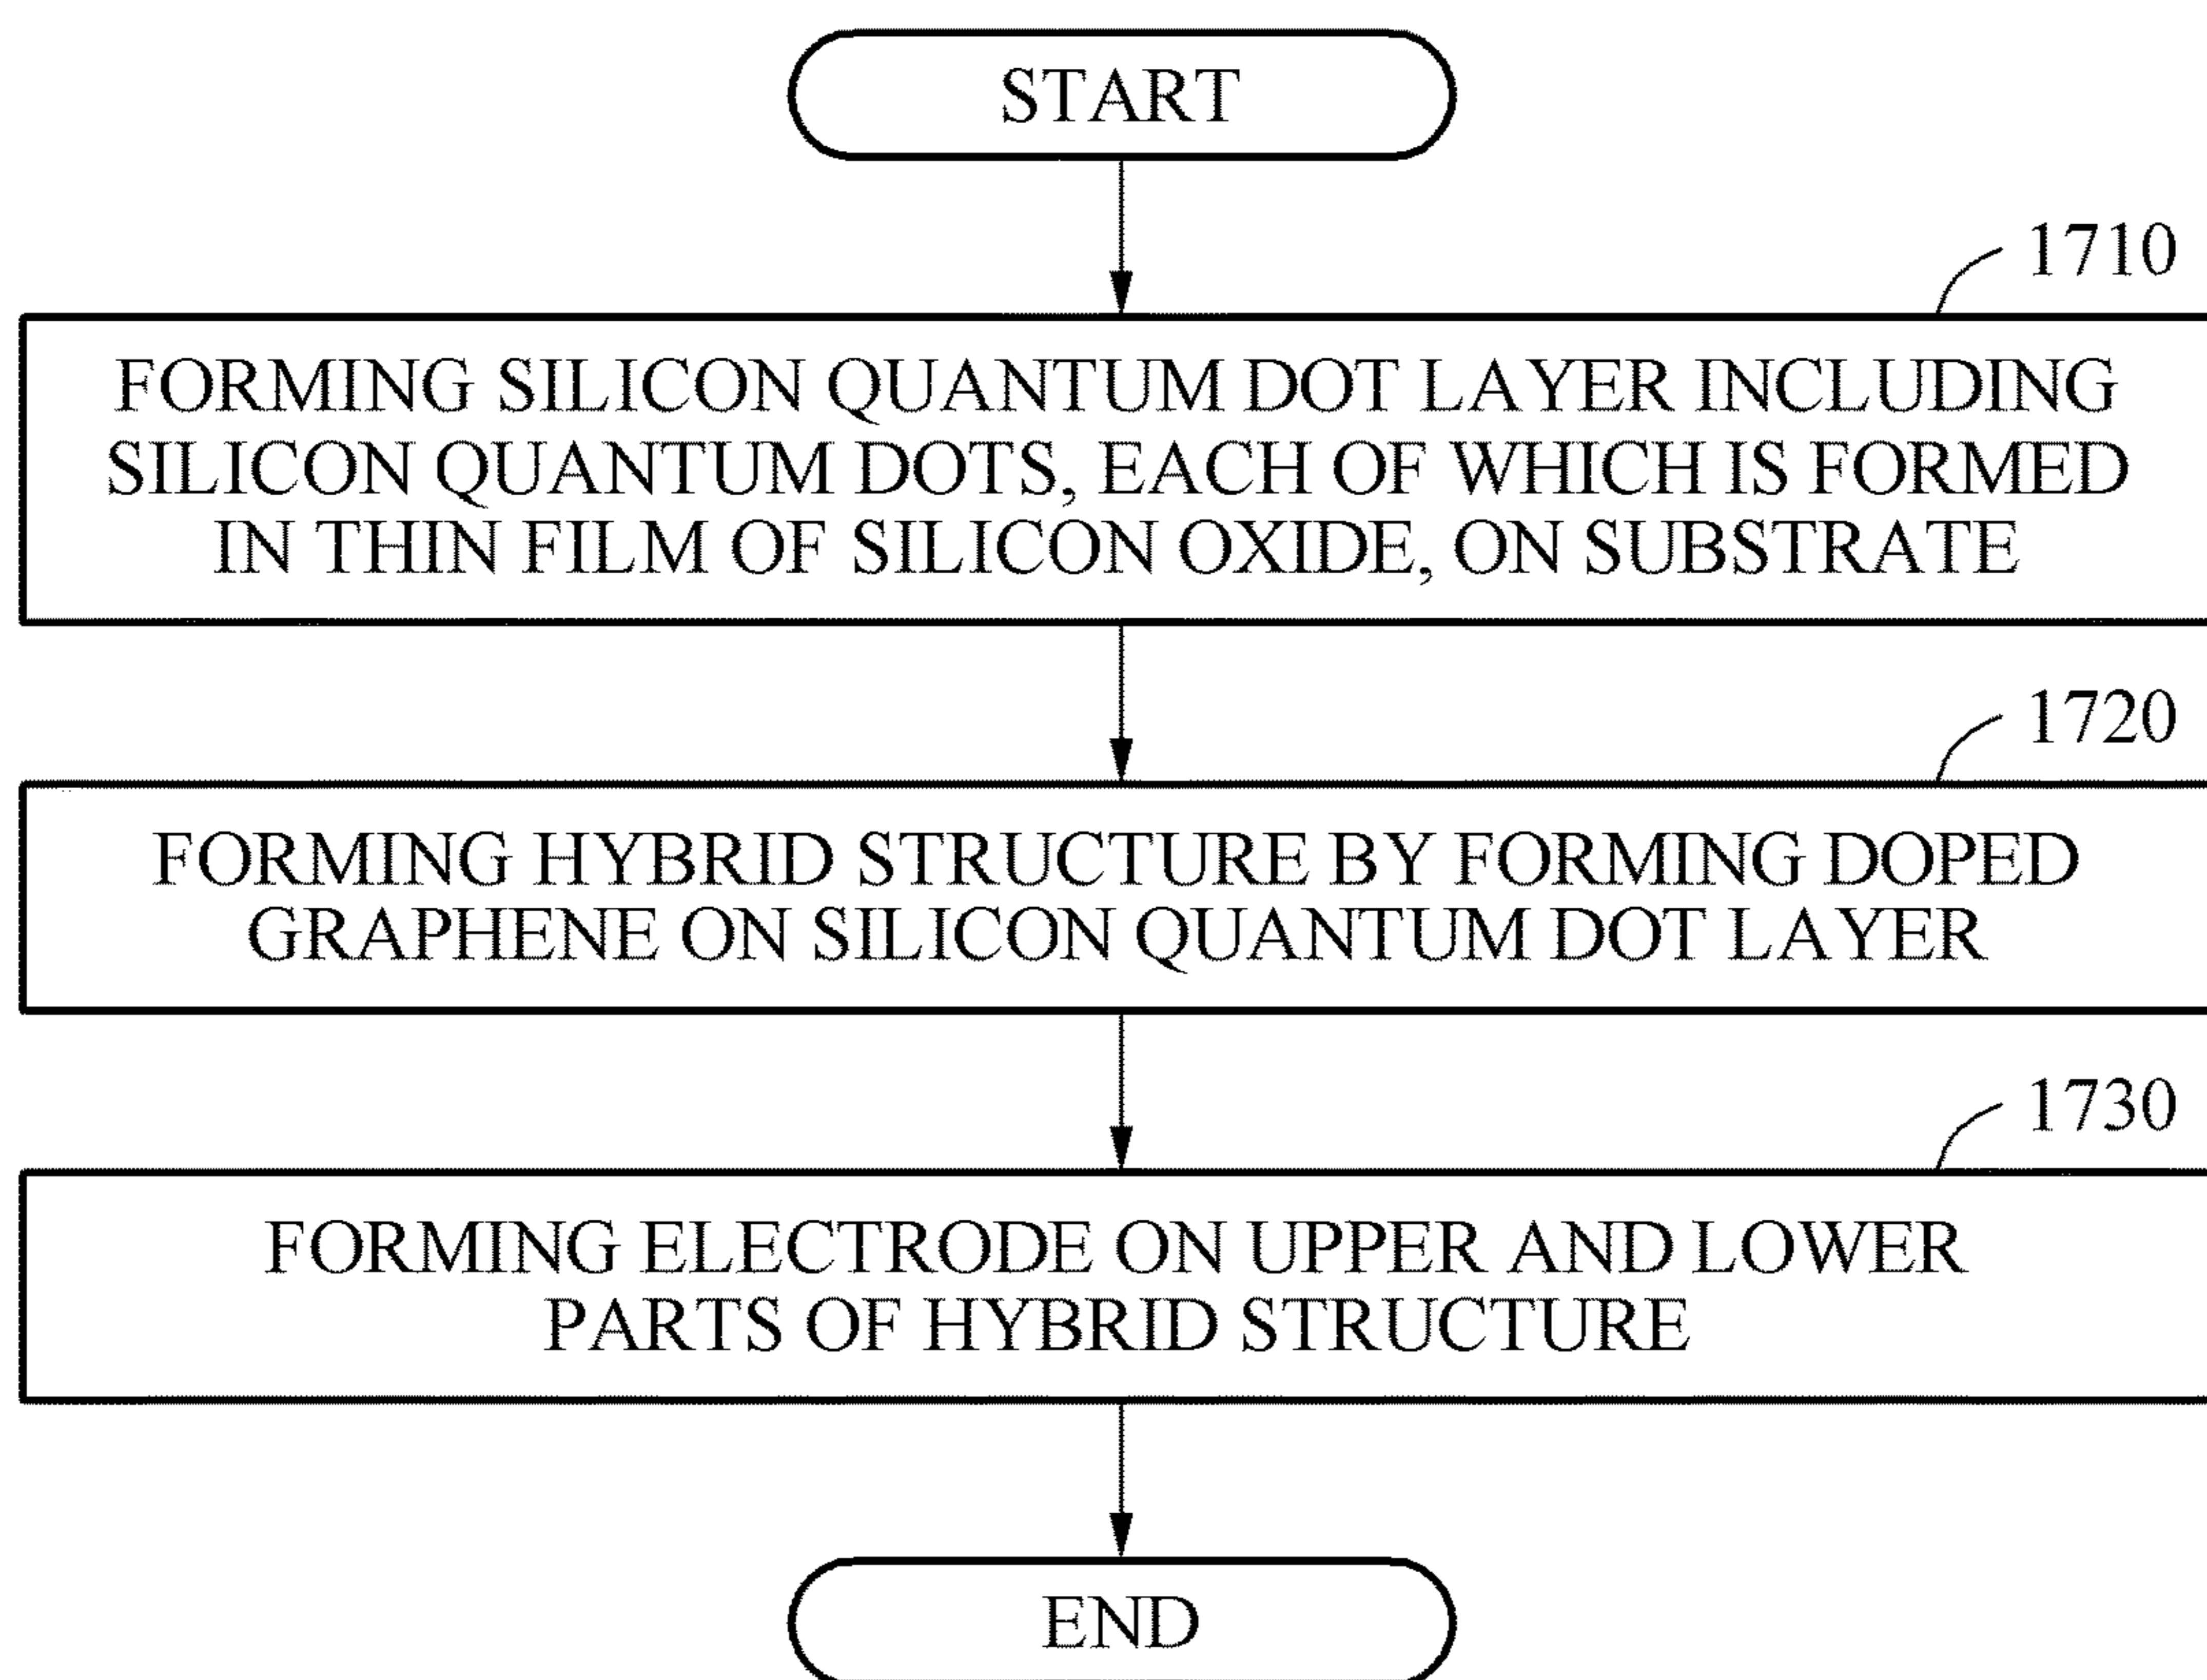 START
1710
FORMING SILICON QUANTUM DOT LAYER INCLUDING
SILICON QUANTUM DOTS, EACH OF WHICH IS FORMED
IN THIN FILM OF SILICON OXIDE, ON SUBSTRATE
1720
FORMING HYBRID STRUCTURE BY FORMING DOPED
GRAPHENE ON SILICON QUANTUM DOT LAYER
1730
FORMING ELECTRODE ON UPPER AND LOWER
PARTS OF HYBRID STRUCTURE
END